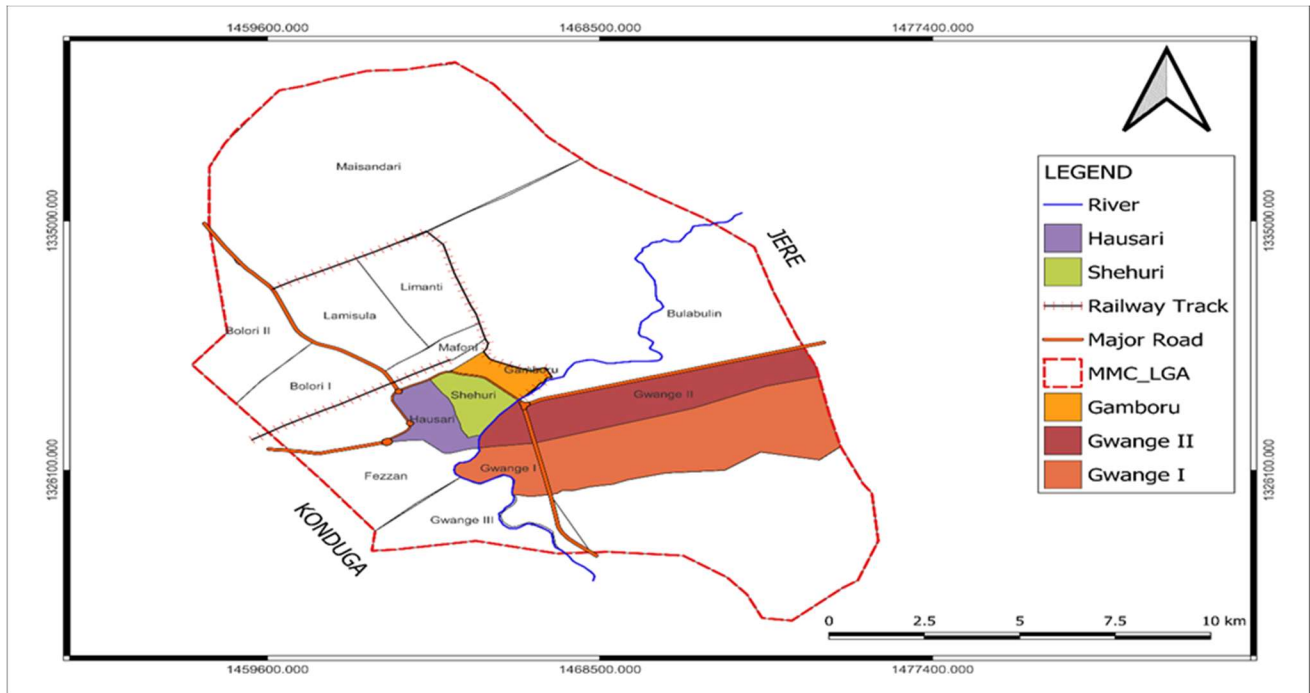 1459600.000 1468500.000 1477400.000
1335000.000
1335000.000
1326100.000
1326100.000
Maisandari
JERE
Limanti
Lamisula
Bulabulin
Bolori II
Mafoni
Gamboru
Bolori I
Shehuri
Gwange II
Hausari
Gwange I
Fezzan
Gwange III
KONDUGA
LEGEND
River
Hausari
Shehuri
Railway Track
Major Road
MMC_LGA
Gamboru
Gwange II
Gwange I
0 2.5 5 7.5 10 km
1459600.000 1468500.000 1477400.000